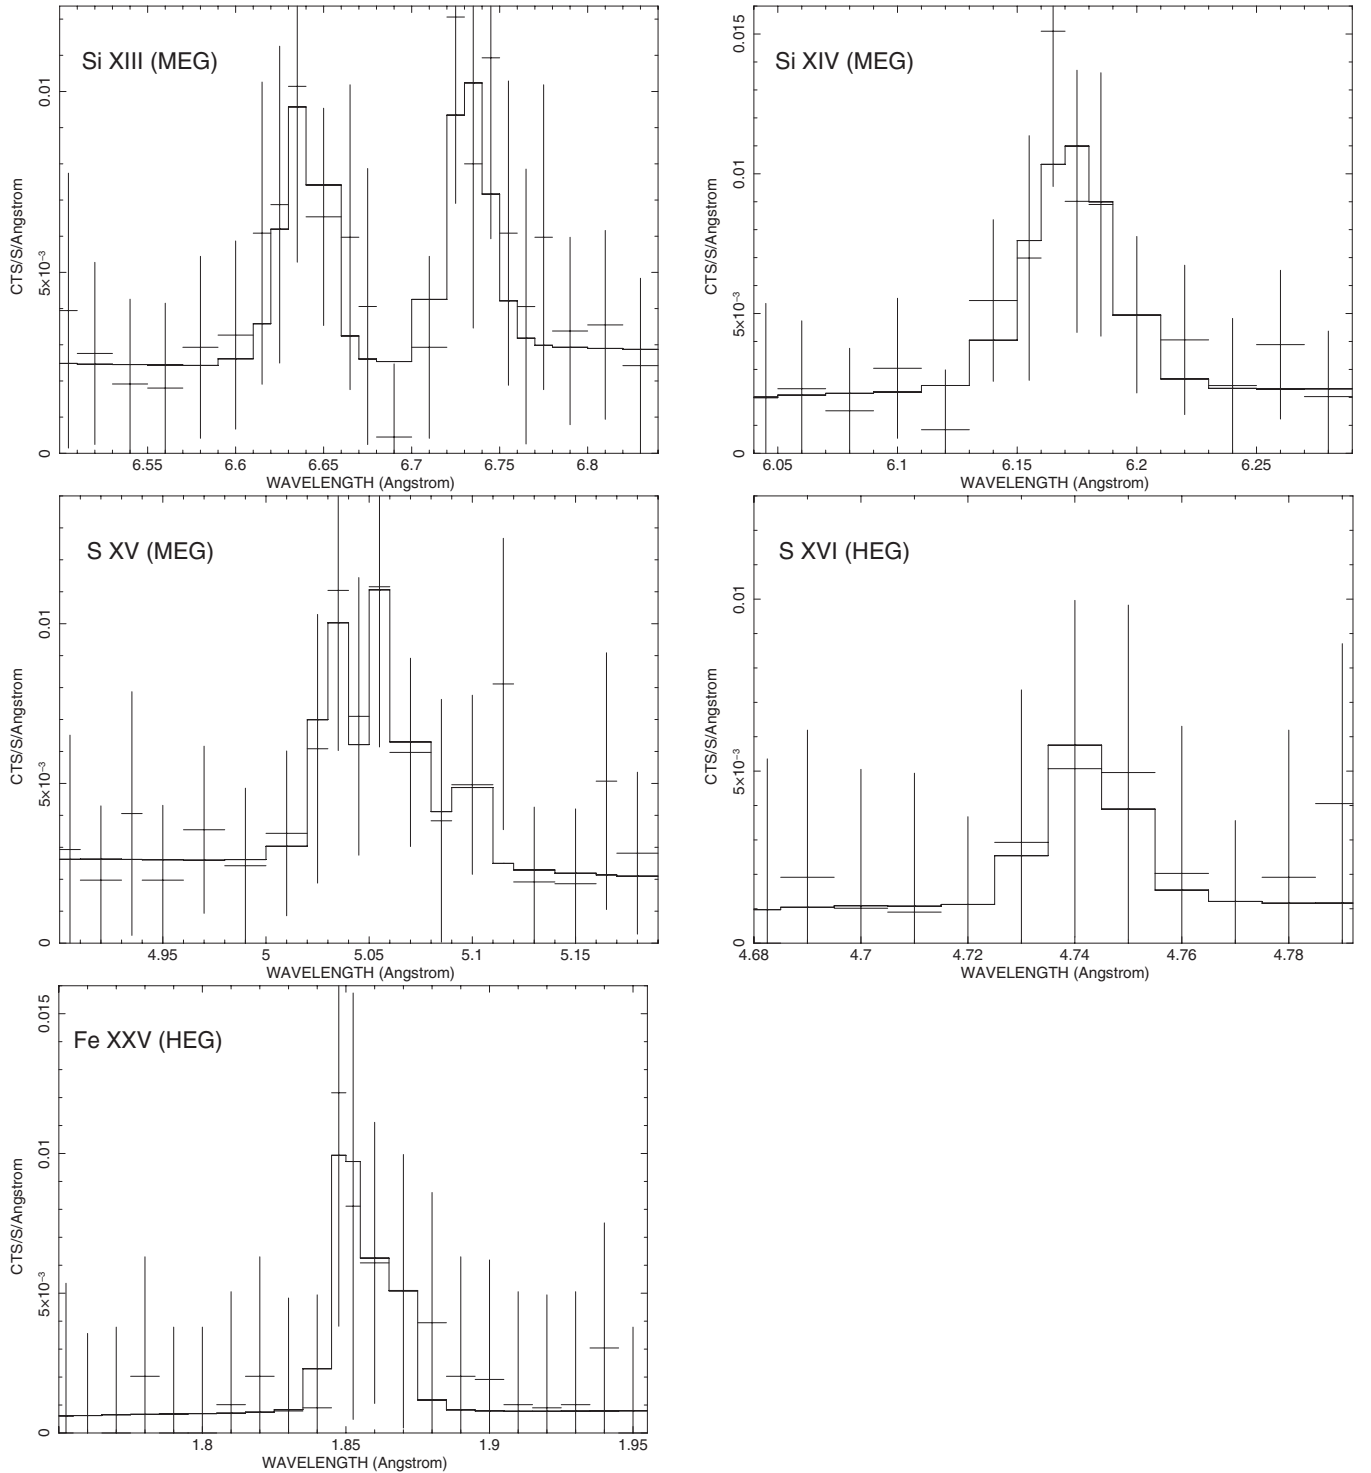 Si XIII (MEG)
CTS/S/Angstrom
0 5×10⁻³ 0.01
6.55 6.6 6.65 6.7 6.75 6.8
WAVELENGTH (Angstrom)
Si XIV (MEG)
CTS/S/Angstrom
0 5×10⁻³ 0.01 0.015
6.05 6.1 6.15 6.2 6.25
WAVELENGTH (Angstrom)
S XV (MEG)
CTS/S/Angstrom
0 5×10⁻³ 0.01
4.95 5 5.05 5.1 5.15
WAVELENGTH (Angstrom)
S XVI (HEG)
CTS/S/Angstrom
0 5×10⁻³ 0.01
4.68 4.7 4.72 4.74 4.76 4.78
WAVELENGTH (Angstrom)
Fe XXV (HEG)
CTS/S/Angstrom
0 5×10⁻³ 0.01 0.015
1.8 1.85 1.9 1.95
WAVELENGTH (Angstrom)